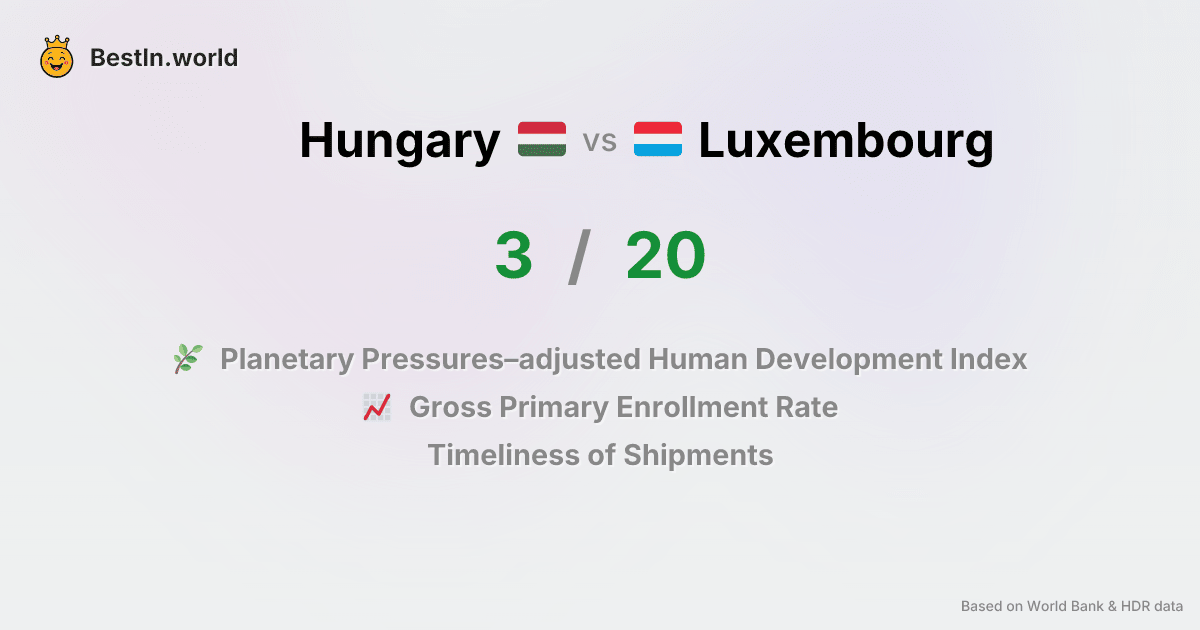 BestIn.world
Hungary vs Luxembourg
3 / 20
Planetary Pressures–adjusted Human Development Index
Gross Primary Enrollment Rate
Timeliness of Shipments
Based on World Bank & HDR data